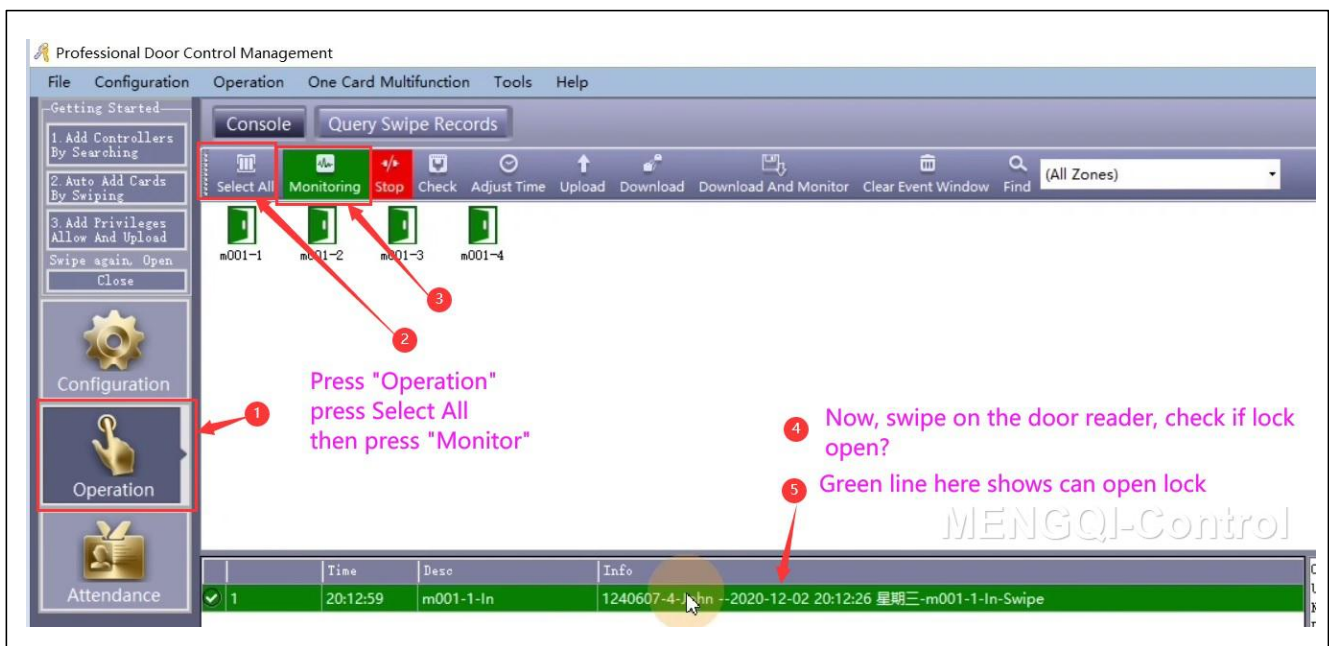 Professional Door Control Management
File Configuration Operation One Card Multifunction Tools Help
Getting Started
1. Add Controllers
By Searching
2. Auto Add Cards
By Swiping
3. Add Privileges
Allow And Upload
Swipe again, Open
Close
Configuration
Operation
Attendance
Console Query Swipe Records
Select All Monitoring Stop Check Adjust Time Upload Download Download And Monitor Clear Event Window Find (All Zones)
m001-1 m001-2 m001-3 m001-4
3
2
1
Press "Operation"
press Select All
then press "Monitor"
4 Now, swipe on the door reader, check if lock
open?
5 Green line here shows can open lock
MENGQI-Control
Time Desc Info
1 20:12:59 m001-1-In 1240607-4-John --2020-12-02 20:12:26 星期三-m001-1-In-Swipe